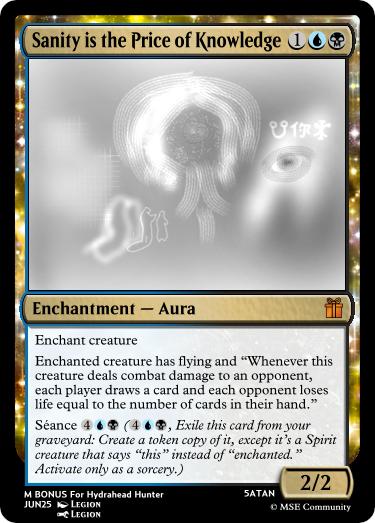 Sanity is the Price of Knowledge 1
Enchantment — Aura
Enchant creature
Enchanted creature has flying and “Whenever this
creature deals combat damage to an opponent,
each player draws a card and each opponent loses
life equal to the number of cards in their hand.”
Séance 4 (4, Exile this card from your
graveyard: Create a token copy of it, except it’s a Spirit
creature that says “this” instead of “enchanted.”
Activate only as a sorcery.)
2/2
M BONUS For Hydrahead Hunter 5ATAN
JUN25 Legion © MSE Community
Legion